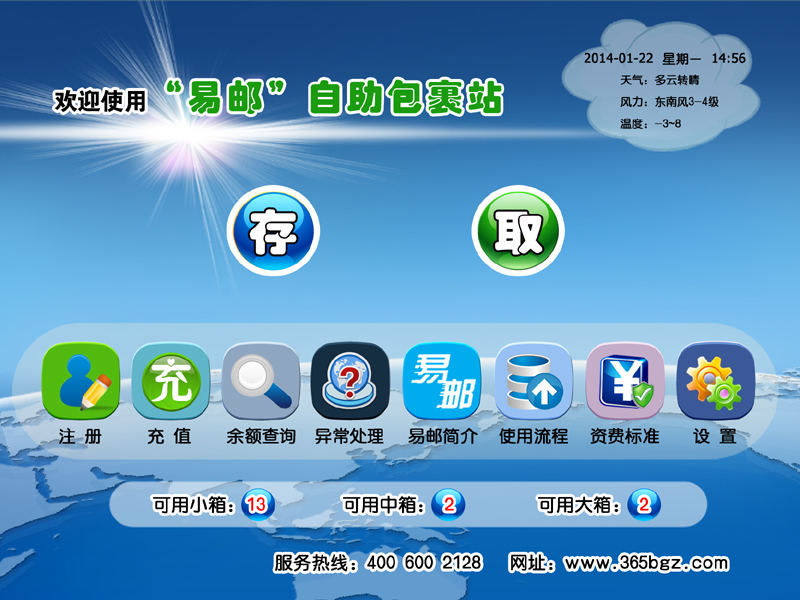 2014-01-22 星期一 14:56
天气：多云转晴
风力：东南风3-4级
温度：-3~8
欢迎使用“易邮”自助包裹站
存 取
充 易邮
注册 充值 余额查询 异常处理 易邮简介 使用流程 资费标准 设置
可用小箱：13 可用中箱：2 可用大箱：2
服务热线：400 600 2128 网址：www.365bgz.com